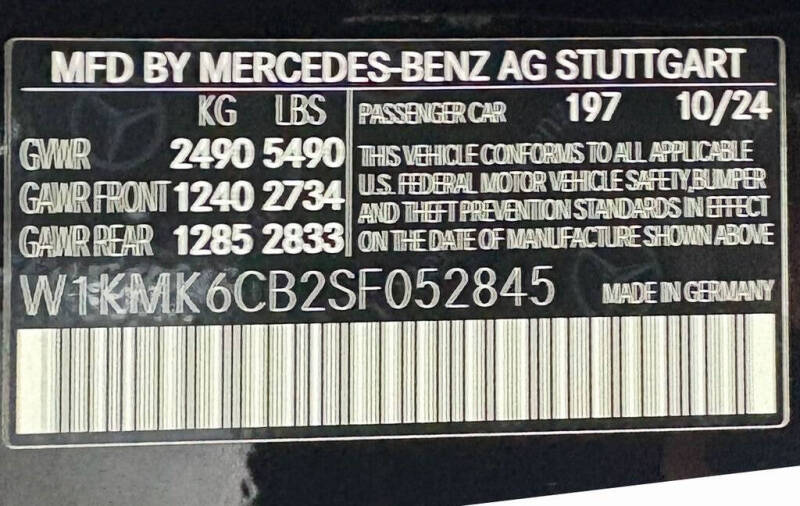 MFD BY MERCEDES-BENZ AG STUTTGART
KG LBS PASSENGER CAR 197 10/24
GVWR 2490 5490 THIS VEHICLE CONFORMS TO ALL APPLICABLE
GAWR FRONT 1240 2734 U.S. FEDERAL MOTOR VEHICLE SAFETY,BUMPER
AND THEFT PREVENTION STANDARDS IN EFFECT
GAWR REAR 1285 2833 ON THE DATE OF MANUFACTURE SHOWN ABOVE
W1KMK6CB2SF052845 MADE IN GERMANY